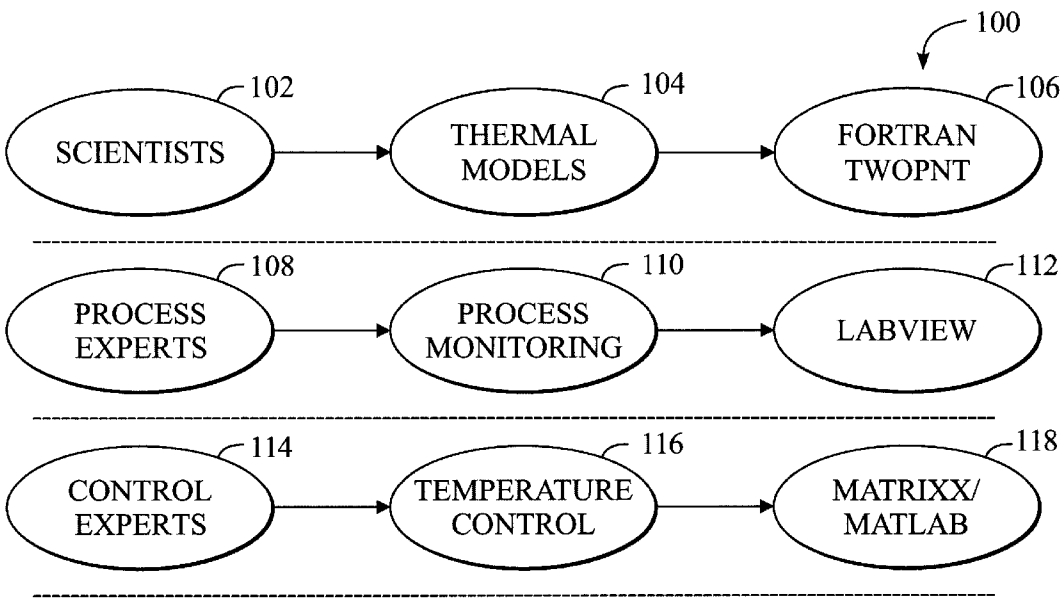 100
102
104
106
SCIENTISTS
THERMAL
MODELS
FORTRAN
TWOPNT
108
110
112
PROCESS
EXPERTS
PROCESS
MONITORING
LABVIEW
114
116
118
CONTROL
EXPERTS
TEMPERATURE
CONTROL
MATRIXX/
MATLAB